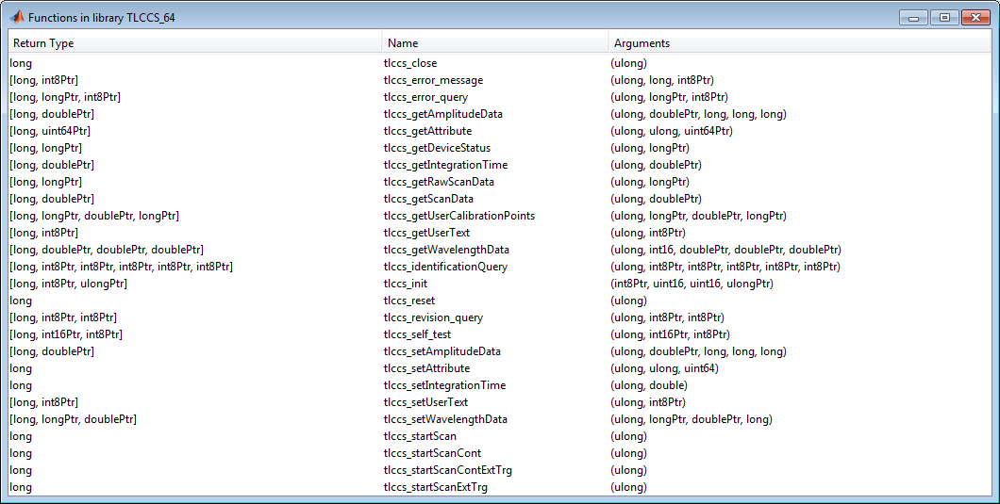 Functions in library TLCCS_64
Return Type Name Arguments
long tlccs_close (ulong)
[long, int8Ptr] tlccs_error_message (ulong, long, int8Ptr)
[long, longPtr, int8Ptr] tlccs_error_query (ulong, longPtr, int8Ptr)
[long, doublePtr] tlccs_getAmplitudeData (ulong, doublePtr, long, long, long)
[long, uint64Ptr] tlccs_getAttribute (ulong, ulong, uint64Ptr)
[long, longPtr] tlccs_getDeviceStatus (ulong, longPtr)
[long, doublePtr] tlccs_getIntegrationTime (ulong, doublePtr)
[long, longPtr] tlccs_getRawScanData (ulong, longPtr)
[long, doublePtr] tlccs_getScanData (ulong, doublePtr)
[long, longPtr, doublePtr, longPtr] tlccs_getUserCalibrationPoints (ulong, longPtr, doublePtr, longPtr)
[long, int8Ptr] tlccs_getUserText (ulong, int8Ptr)
[long, doublePtr, doublePtr, doublePtr] tlccs_getWavelengthData (ulong, int16, doublePtr, doublePtr, doublePtr)
[long, int8Ptr, int8Ptr, int8Ptr, int8Ptr, int8Ptr] tlccs_identificationQuery (ulong, int8Ptr, int8Ptr, int8Ptr, int8Ptr, int8Ptr)
[long, int8Ptr, ulongPtr] tlccs_init (int8Ptr, uint16, uint16, ulongPtr)
long tlccs_reset (ulong)
[long, int8Ptr, int8Ptr] tlccs_revision_query (ulong, int8Ptr, int8Ptr)
[long, int16Ptr, int8Ptr] tlccs_self_test (ulong, int16Ptr, int8Ptr)
[long, doublePtr] tlccs_setAmplitudeData (ulong, doublePtr, long, long, long)
long tlccs_setAttribute (ulong, ulong, uint64)
long tlccs_setIntegrationTime (ulong, double)
[long, int8Ptr] tlccs_setUserText (ulong, int8Ptr)
[long, longPtr, doublePtr] tlccs_setWavelengthData (ulong, longPtr, doublePtr, long)
long tlccs_startScan (ulong)
long tlccs_startScanCont (ulong)
long tlccs_startScanContExtTrg (ulong)
long tlccs_startScanExtTrg (ulong)